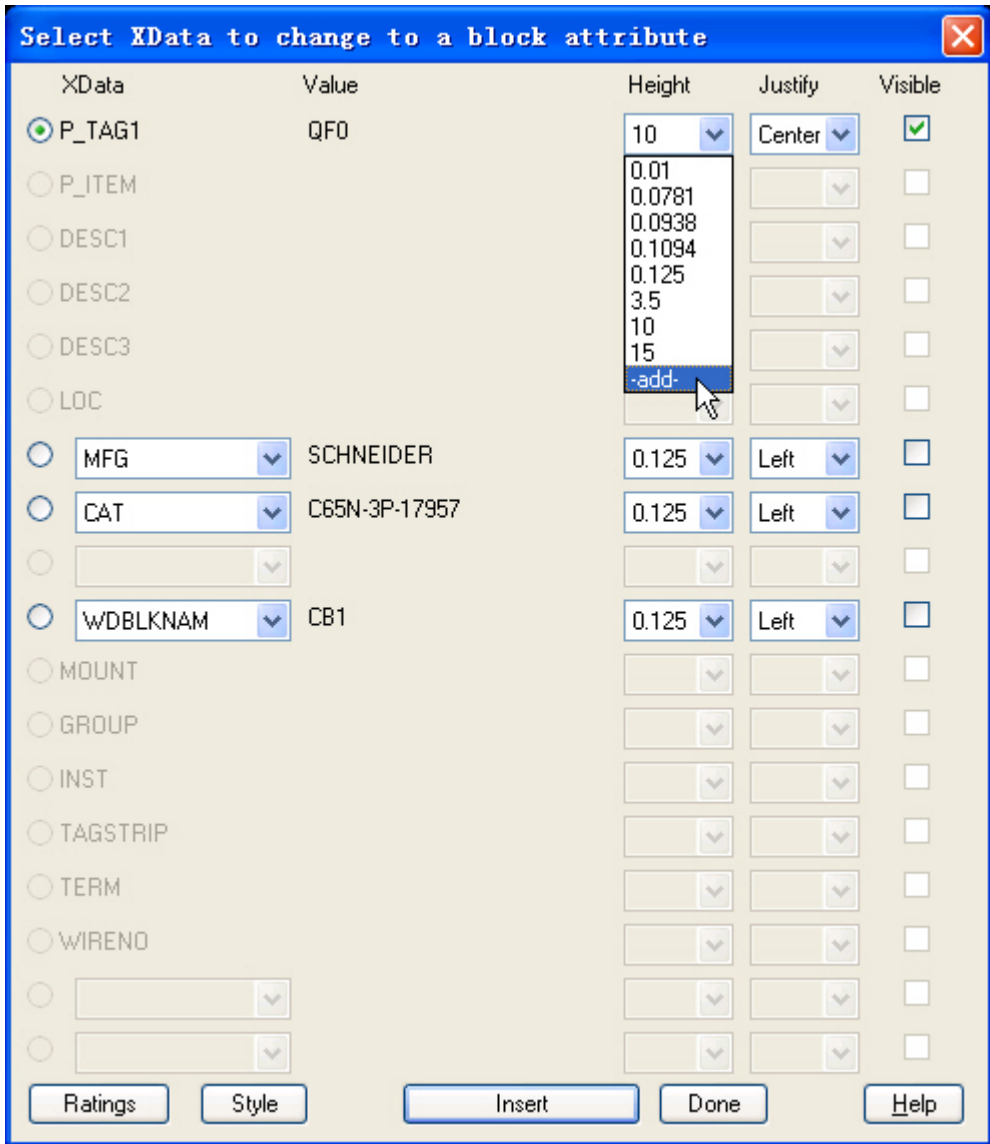 Select XData to change to a block attribute
XData Value Height Justify Visible
P_TAG1 QF0 10 Center
0.01
P_ITEM
0.0781
0.0938
DESC1
0.1094
0.125
DESC2
3.5
10
DESC3
15
-add-
LOC
MFG SCHNEIDER 0.125 Left
CAT C65N-3P-17957 0.125 Left
WDBLKNAM CB1 0.125 Left
MOUNT
GROUP
INST
TAGSTRIP
TERM
WIRENO
Ratings Style Insert Done Help